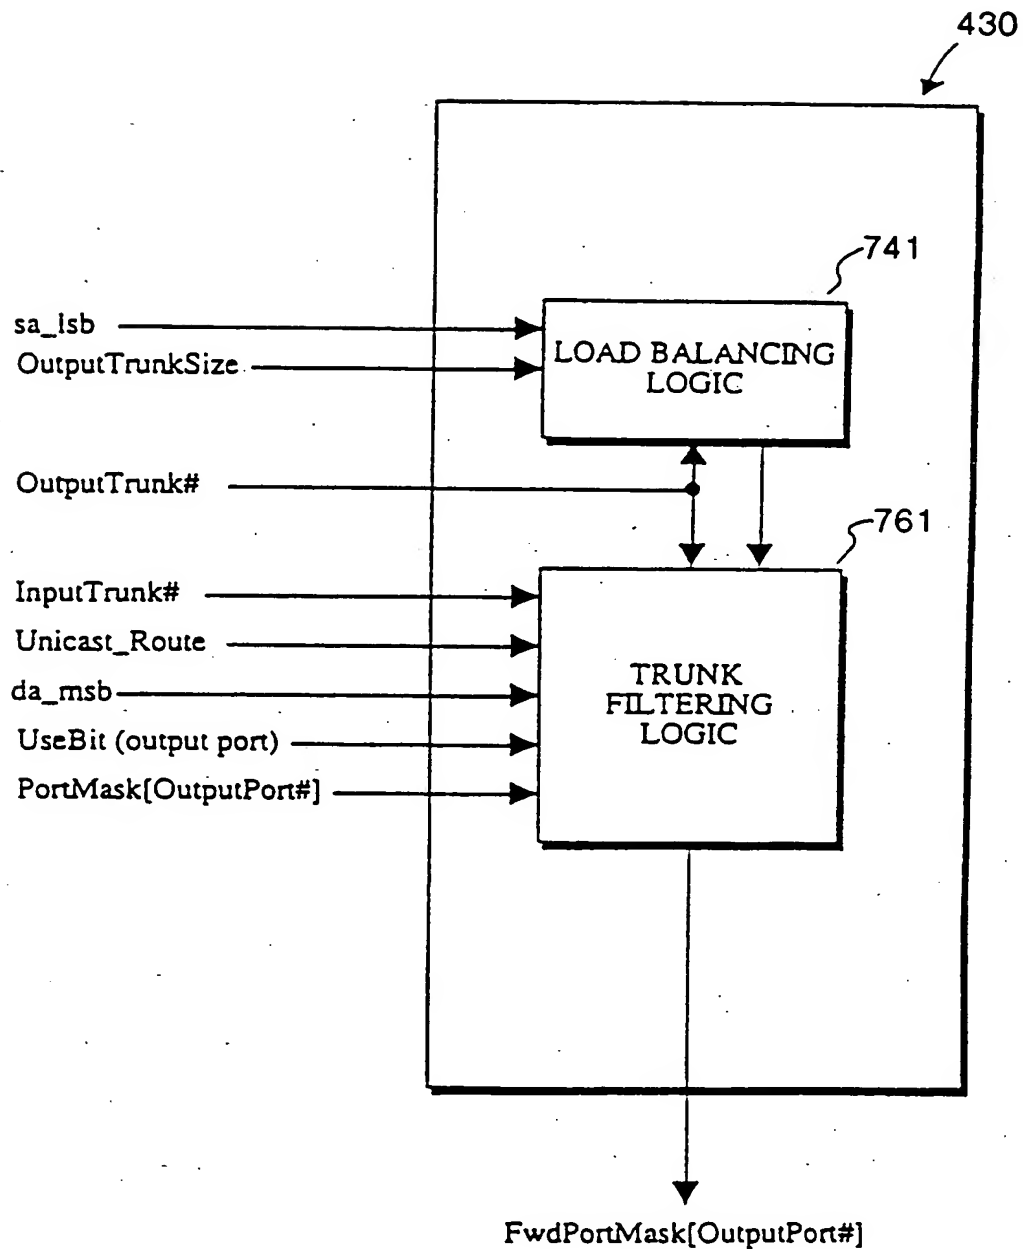 430
741
sa_lsb
OutputTrunkSize
LOAD BALANCING
LOGIC
OutputTrunk#
761
InputTrunk#
Unicast_Route
da_msb
UseBit (output port)
PortMask[OutputPort#]
TRUNK
FILTERING
LOGIC
FwdPortMask[OutputPort#]